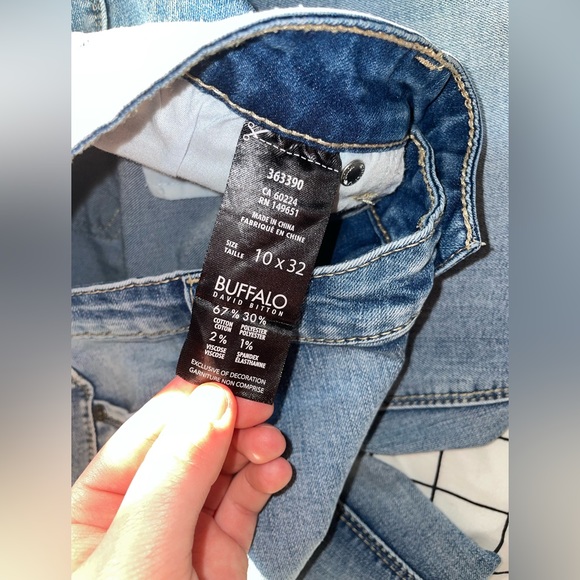 363390
CA 60224
RN 149651
MADE IN CHINA
FABRIQUÉ EN CHINE
SIZE
TAILLE
10 x 32
BUFFALO
DAVID BITTON
67% 30%
COTTON POLYESTER
COTON POLYESTER
2% 1%
VISCOSE SPANDEX
VISCOSE ELASTHANNE
EXCLUSIVE OF DECORATION
GARNITURE NON COMPRISE